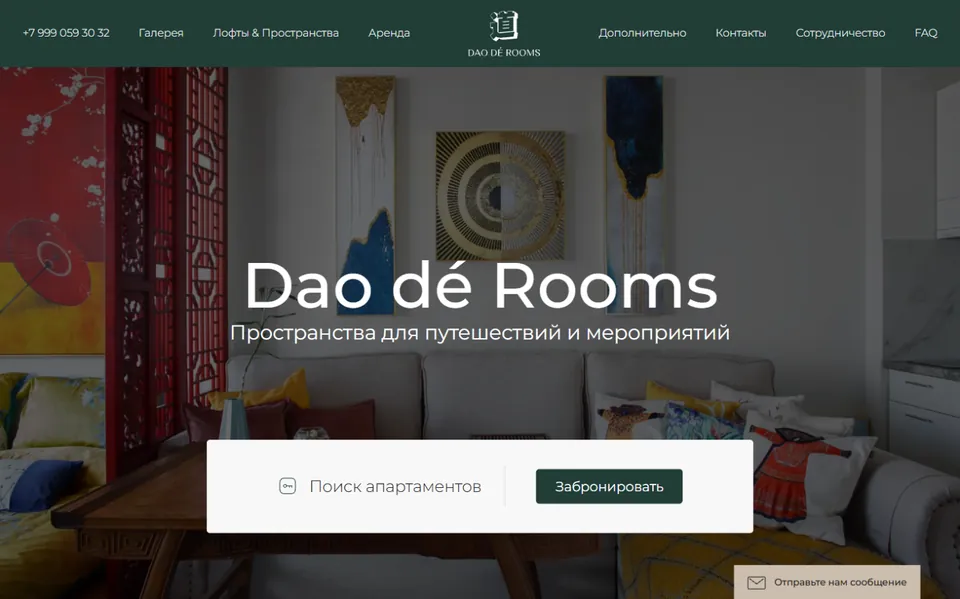 +7 999 059 30 32
Галерея
Лофты & Пространства
Аренда
DAO DÉ ROOMS
Дополнительно
Контакты
Сотрудничество
FAQ
Dao dé Rooms
Пространства для путешествий и мероприятий
Поиск апартаментов
Забронировать
Отправьте нам сообщение